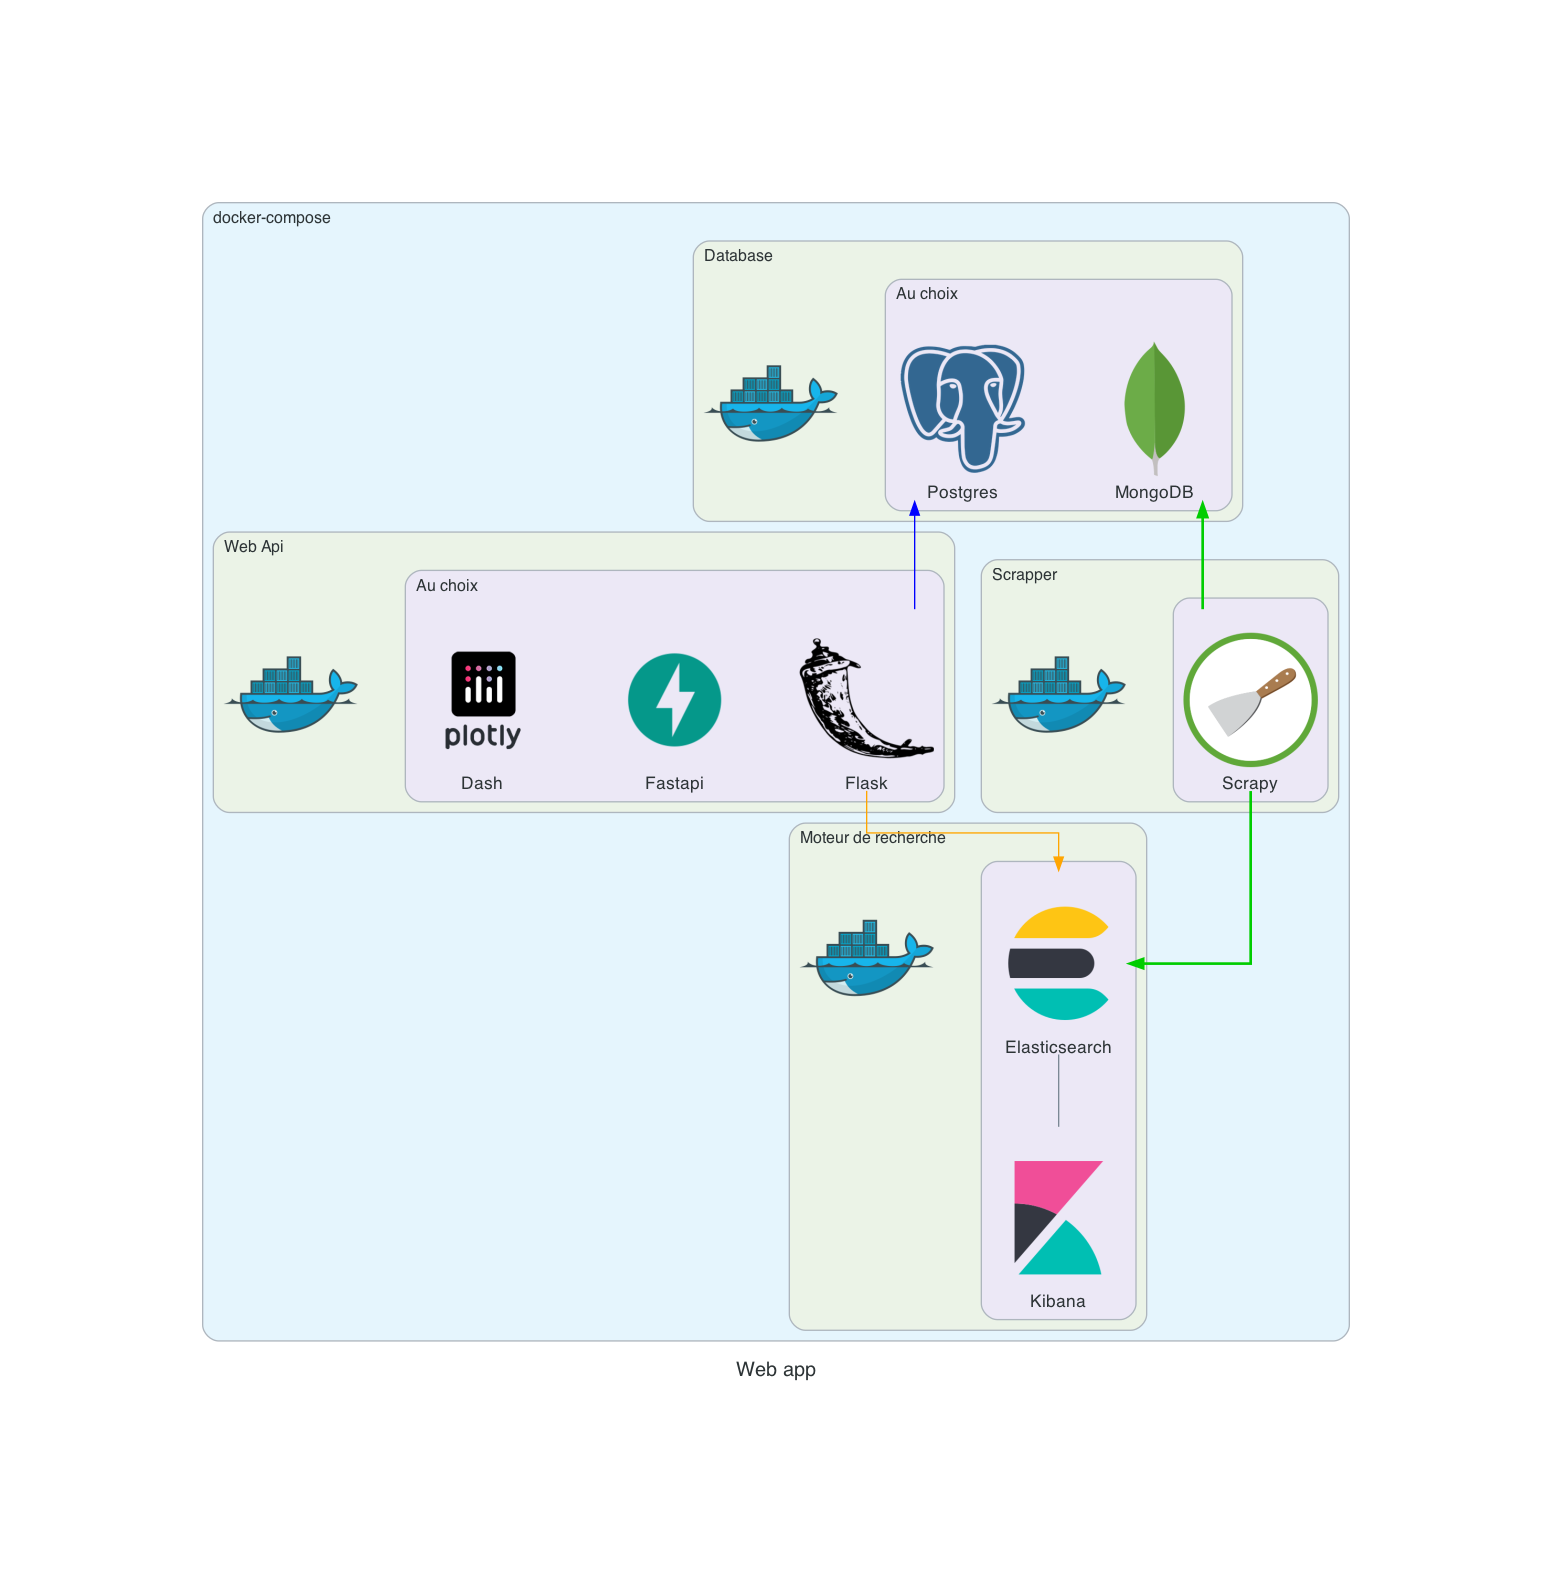 docker-compose
Database
Au choix
Postgres
MongoDB
Web Api
Au choix
plotly
Dash
Fastapi
Flask
Scrapper
Scrapy
Moteur de recherche
Elasticsearch
Kibana
Web app